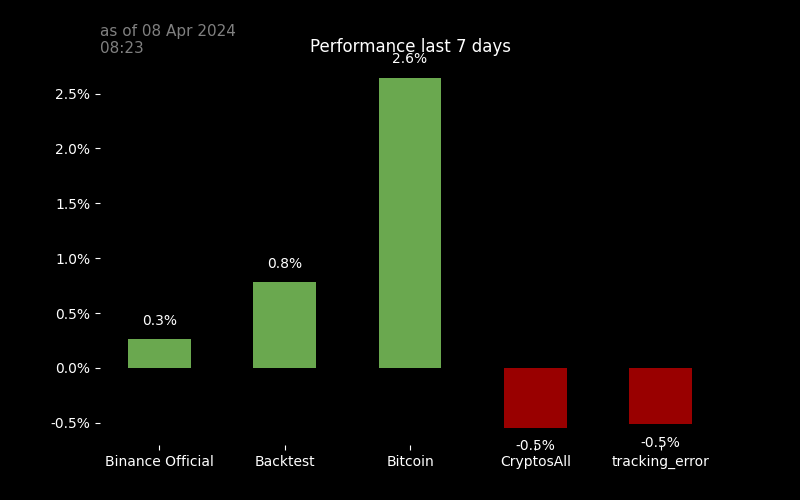 as of 08 Apr 2024
08:23
Performance last 7 days
2.6%
2.5%
2.0%
1.5%
1.0%
0.8%
0.5%
0.3%
0.0%
-0.5%
-0.5%
-0.5%
Binance Official
Backtest
Bitcoin
CryptosAll
tracking_error